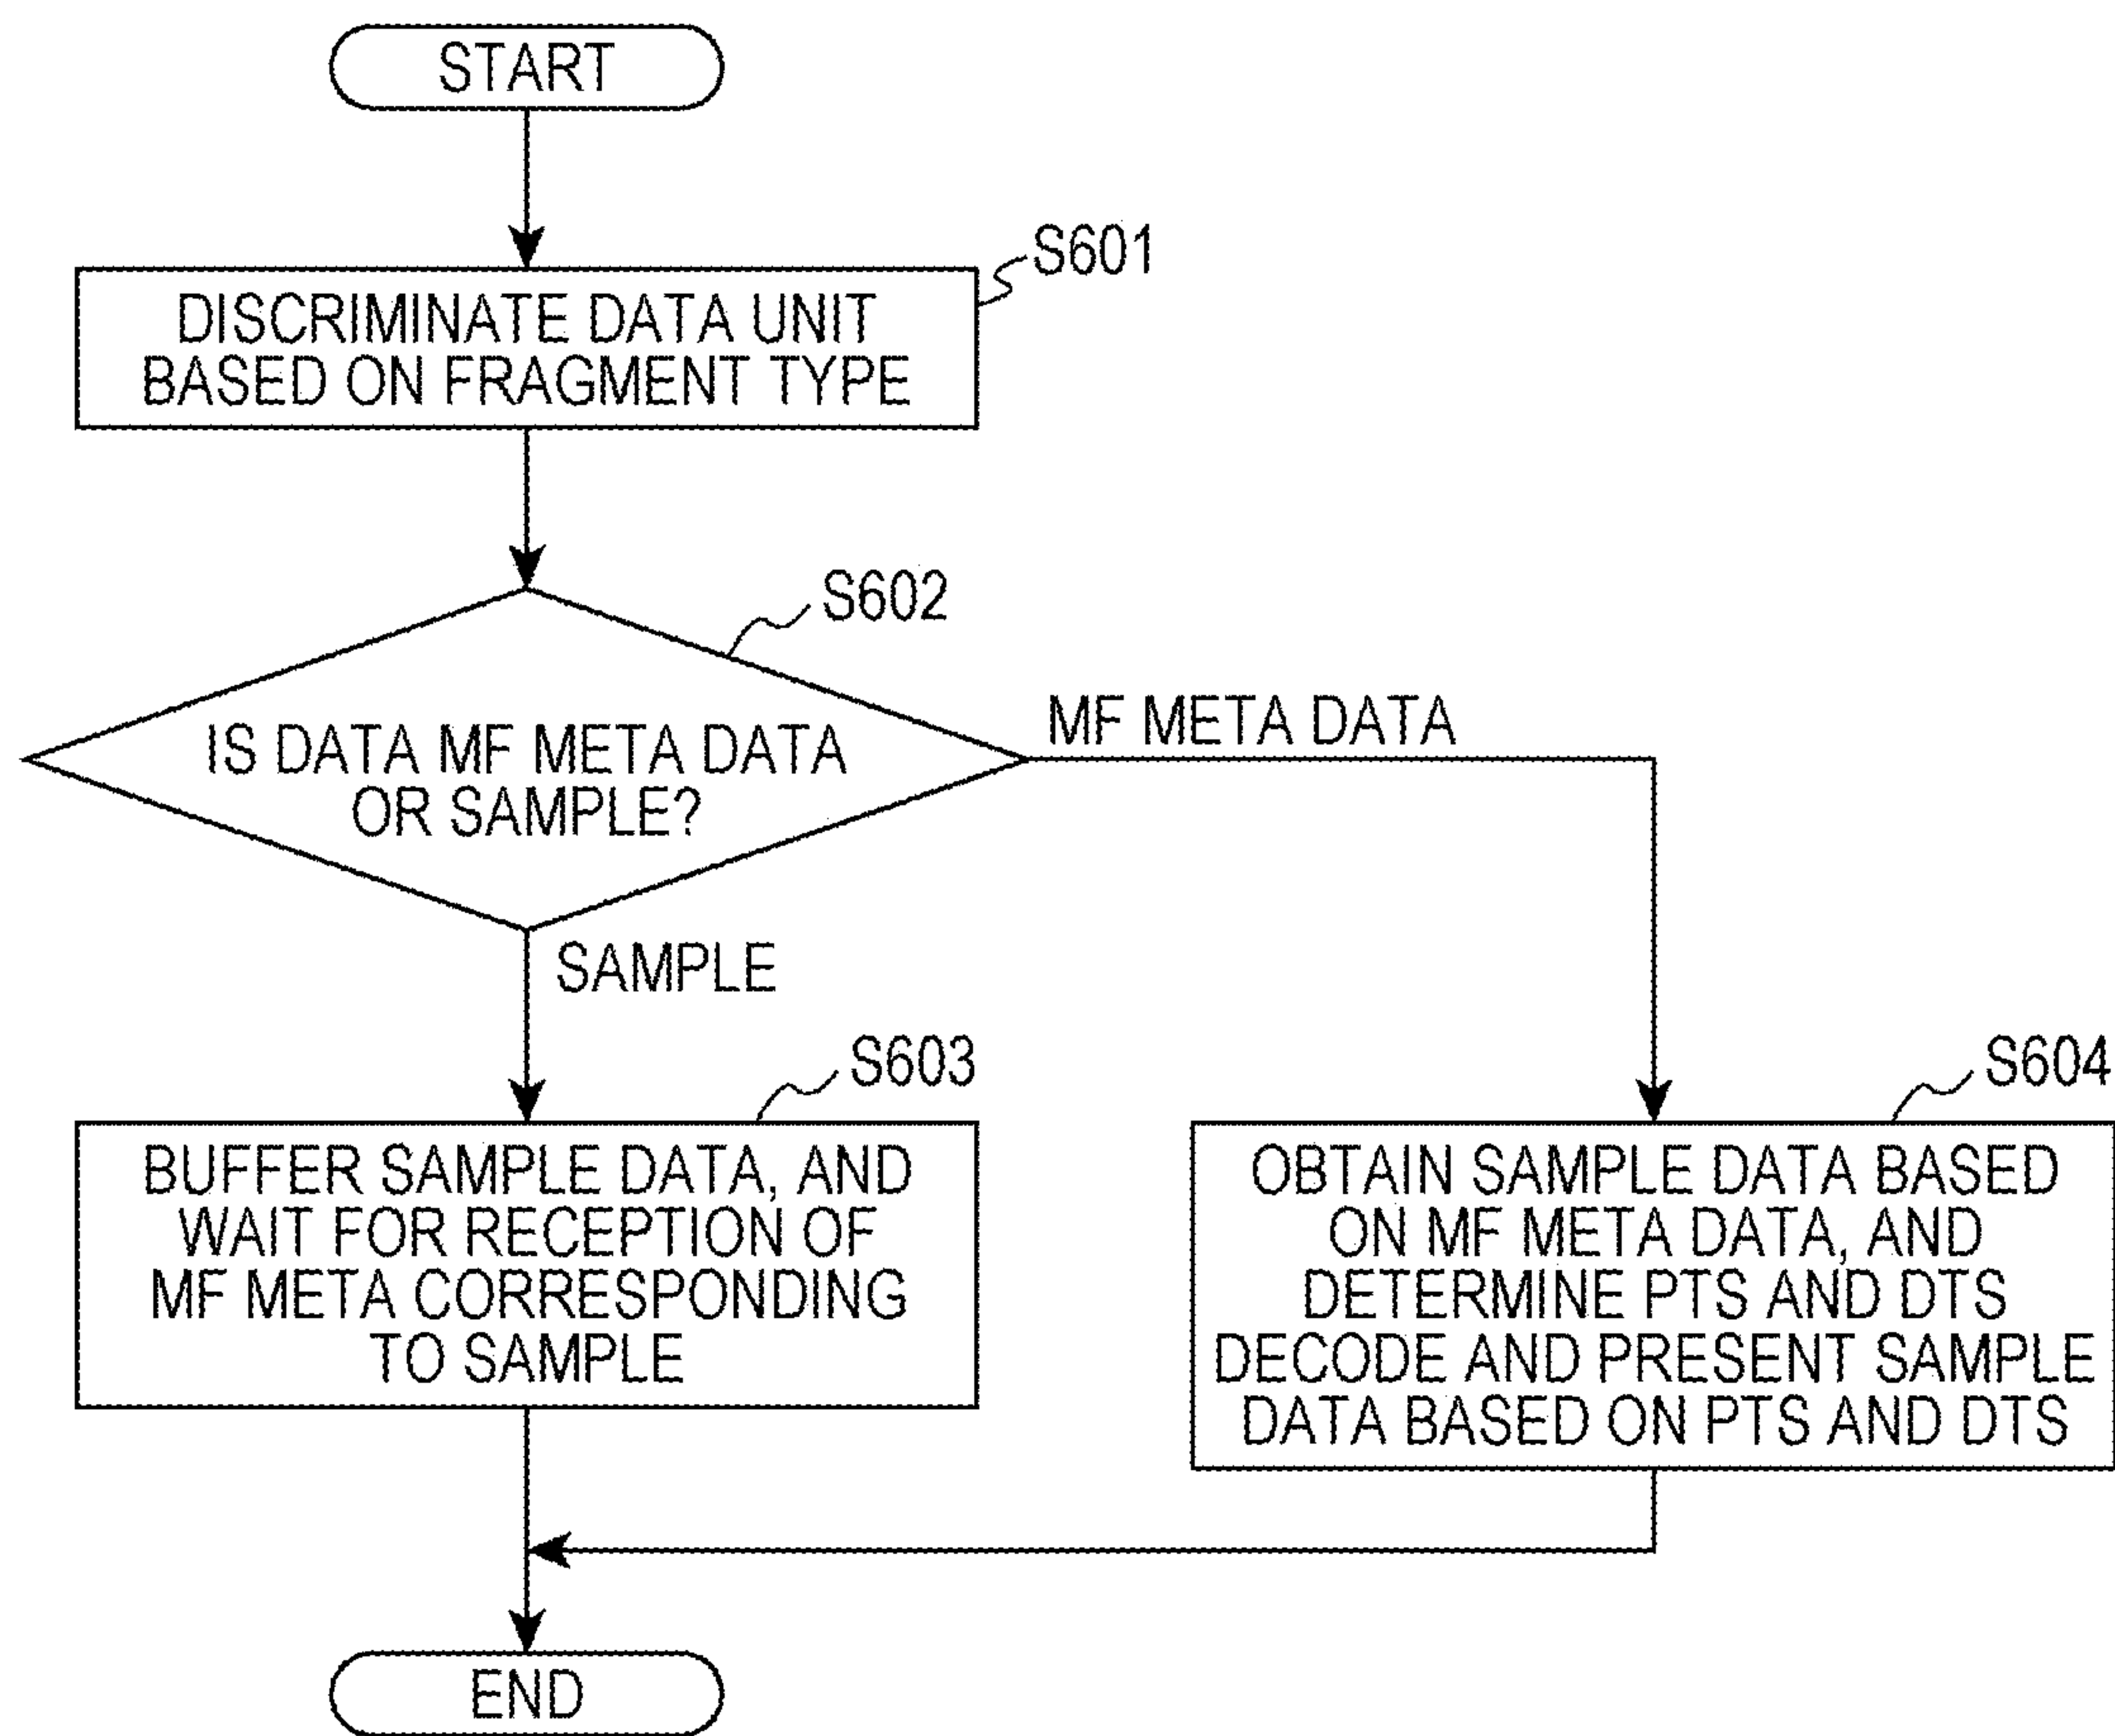 START
S601
DISCRIMINATE DATA UNIT
BASED ON FRAGMENT TYPE
S602
IS DATA MF META DATA
OR SAMPLE?
MF META DATA
SAMPLE
S603
BUFFER SAMPLE DATA, AND
WAIT FOR RECEPTION OF
MF META CORRESPONDING
TO SAMPLE
S604
OBTAIN SAMPLE DATA BASED
ON MF META DATA, AND
DETERMINE PTS AND DTS
DECODE AND PRESENT SAMPLE
DATA BASED ON PTS AND DTS
END